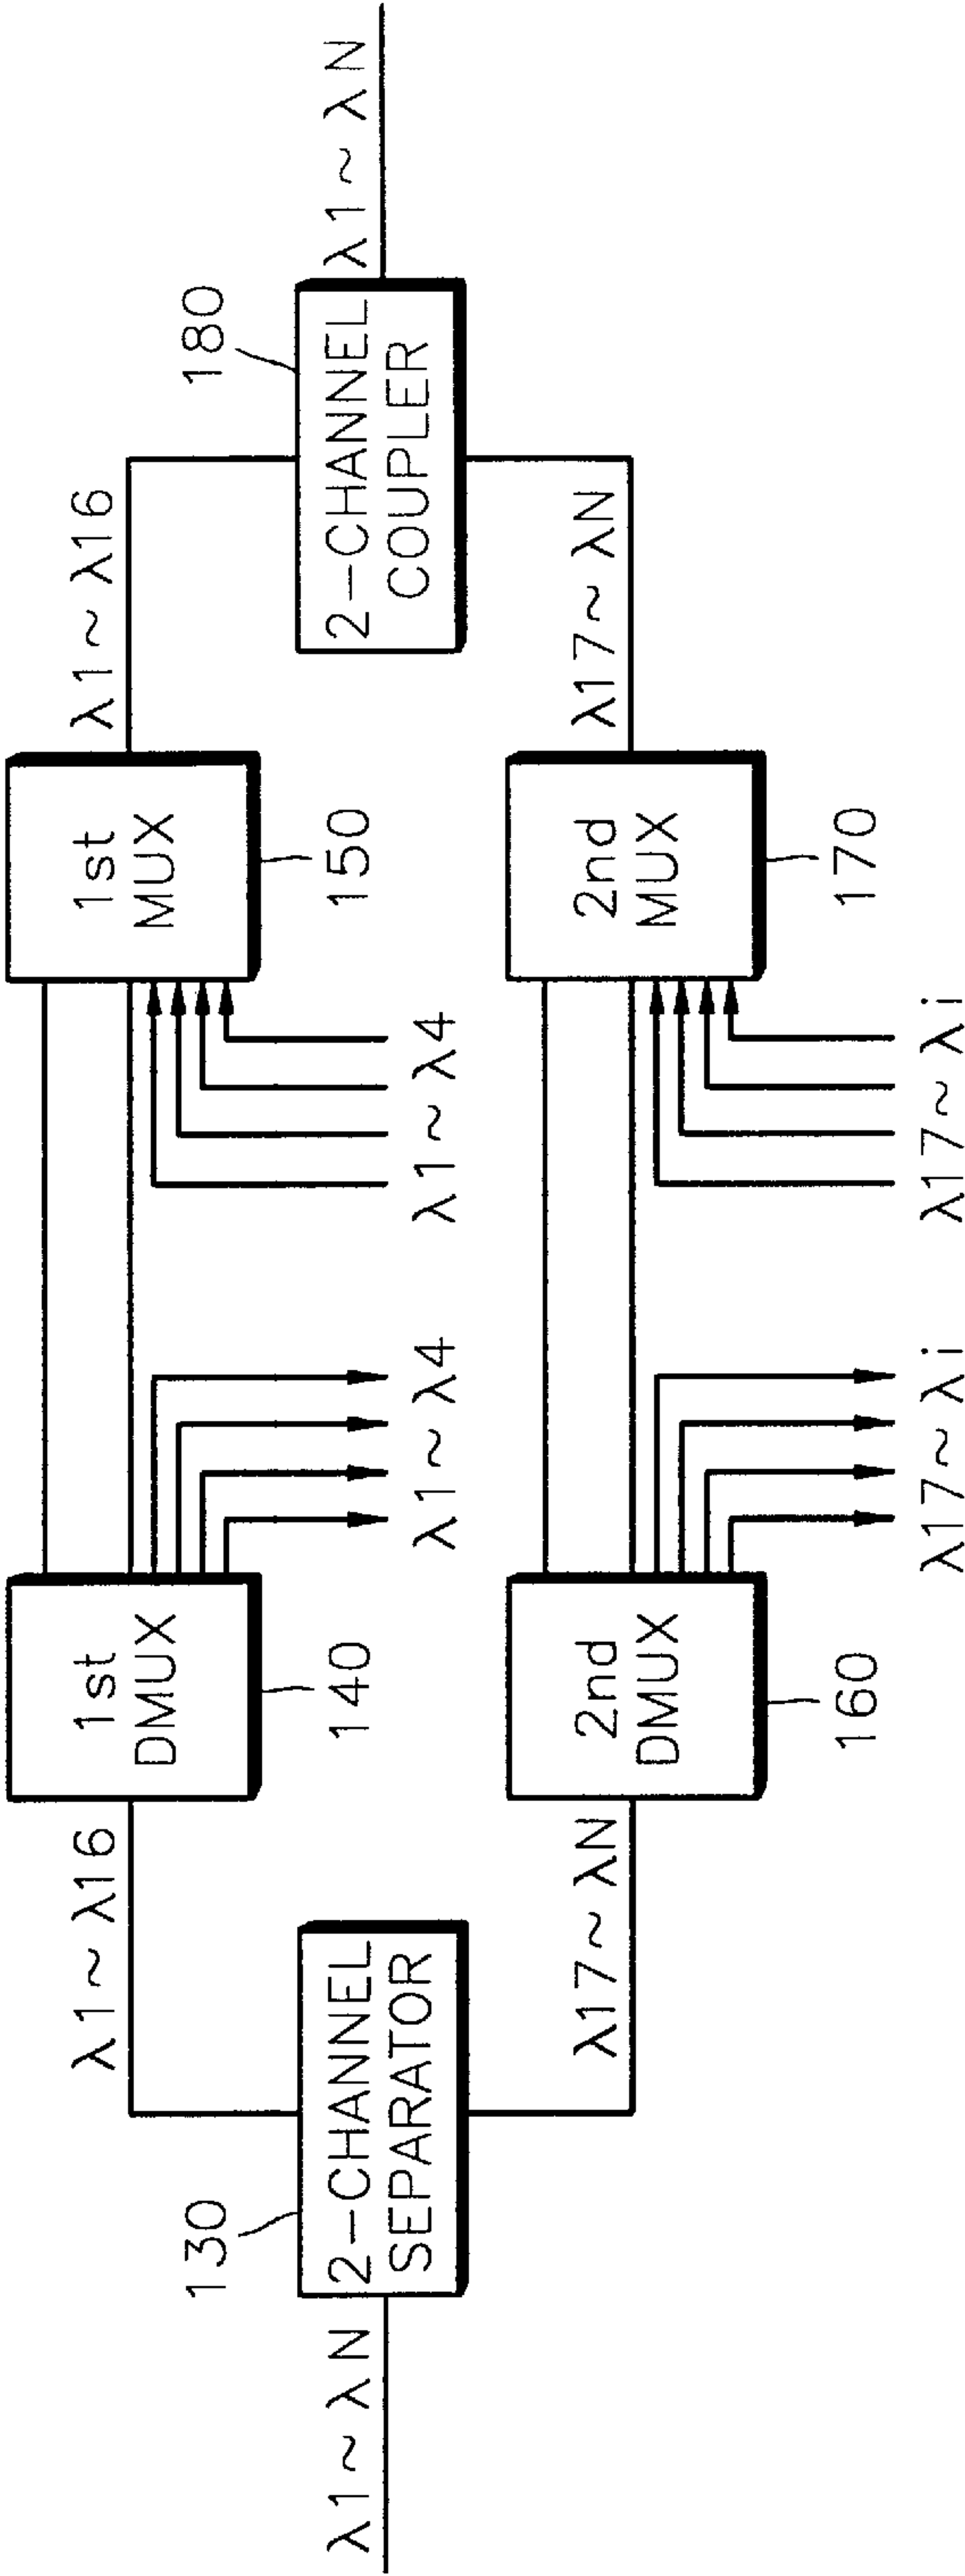 λ1~λN
130
2-CHANNEL
SEPARATOR
λ1~λ16
λ17~λN
1st
DMUX
140
2nd
DMUX
160
λ1~λ4
λ17~λi
λ1~λ4
λ17~λi
1st
MUX
150
2nd
MUX
170
λ1~λ16
λ17~λN
180
2-CHANNEL
COUPLER
λ1~λN